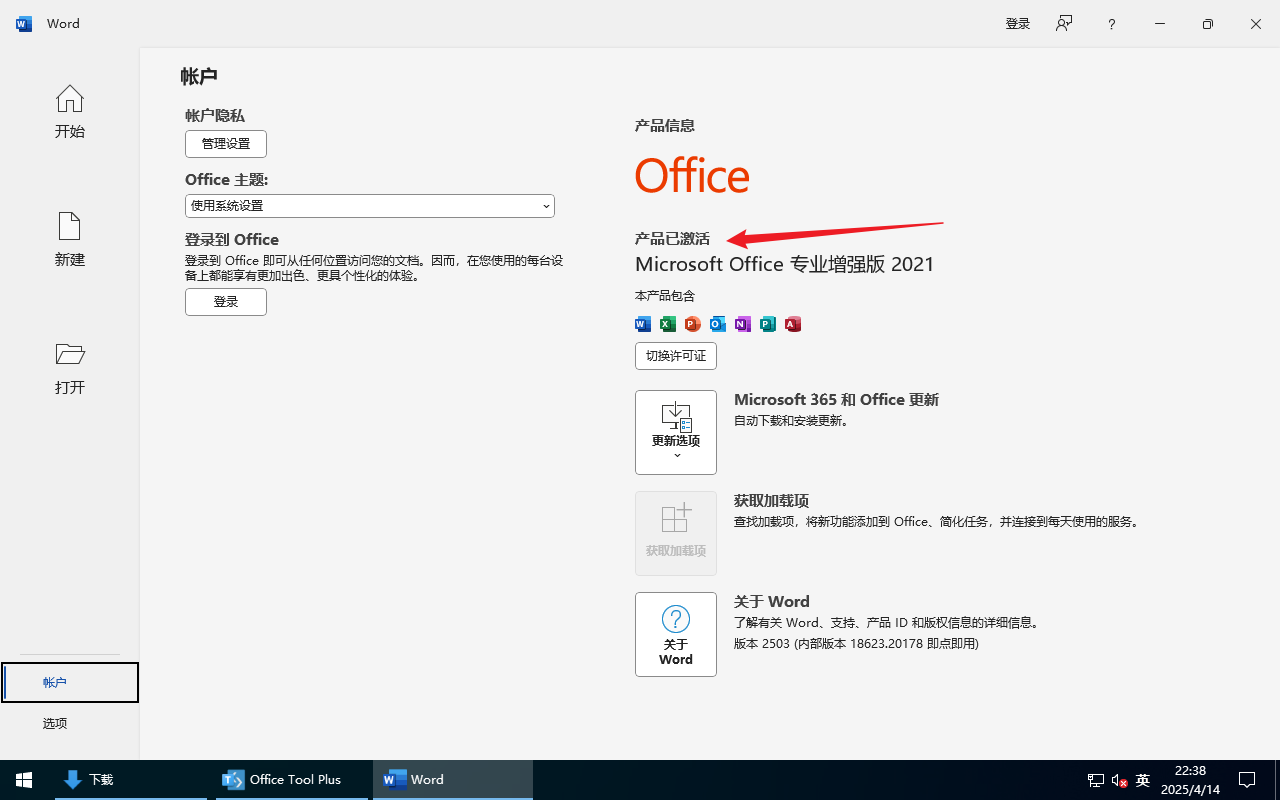 Word
登录
?
开始
新建
打开
帐户
选项
帐户
帐户隐私
管理设置
Office 主题:
使用系统设置
登录到 Office
登录到 Office 即可从任何位置访问您的文档。因而，在您使用的每台设
备上都能享有更加出色、更具个性化的体验。
登录
产品信息
Office
产品已激活
Microsoft Office 专业增强版 2021
本产品包含
切换许可证
更新选项
Microsoft 365 和 Office 更新
自动下载和安装更新。
获取加载项
获取加载项
查找加载项，将新功能添加到 Office、简化任务，并连接到每天使用的服务。
关于
Word
关于 Word
了解有关 Word、支持、产品 ID 和版权信息的详细信息。
版本 2503 (内部版本 18623.20178 即点即用)
下载
Office Tool Plus
Word
英
22:38
2025/4/14